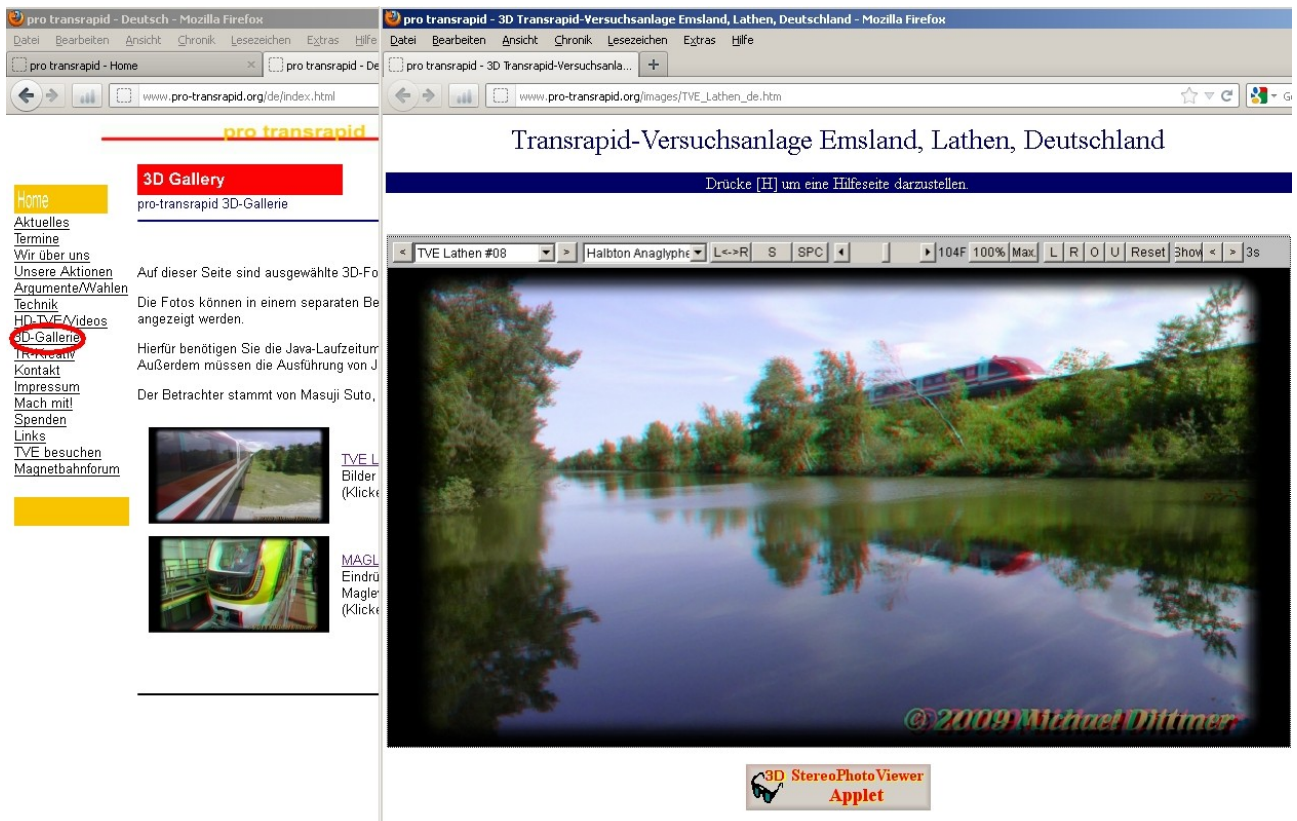 pro transrapid - Deutsch - Mozilla Firefox
Datei Bearbeiten Ansicht Chronik Lesezeichen Extras Hilfe
pro transrapid - Home
pro transrapid - De
www.pro-transrapid.org/de/index.html
pro transrapid
3D Gallery
pro-transrapid 3D-Gallerie
Home
Aktuelles
Termine
Wir über uns
Unsere Aktionen
Argumente/Wahlen
Technik
HD-TVE/Videos
3D-Gallerie
TR-Kreativ
Kontakt
Impressum
Mach mit!
Spenden
Links
TVE besuchen
Magnetbahnforum
Auf dieser Seite sind ausgewählte 3D-Fo
Die Fotos können in einem separaten Be
angezeigt werden.
Hierfür benötigen Sie die Java-Laufzeitum
Außerdem müssen die Ausführung von J
Der Betrachter stammt von Masuji Suto,
TVE L
Bilder
(Klicke
MAGL
Eindrü
Maglev
(Klicke
pro transrapid - 3D Transrapid-Versuchsanlage Emsland, Lathen, Deutschland - Mozilla Firefox
Datei Bearbeiten Ansicht Chronik Lesezeichen Extras Hilfe
pro transrapid - 3D Transrapid-Versuchsanla... +
www.pro-transrapid.org/images/TVE_Lathen_de.htm
Transrapid-Versuchsanlage Emsland, Lathen, Deutschland
Drücke [H] um eine Hilfeseite darzustellen.
< TVE Lathen #08 > Halbton Anaglyphe L<->R S SPC 104F 100% Max. L R O U Reset Show < > 3s
© 2009 Michael Dittmer
3D StereoPhotoViewer
Applet